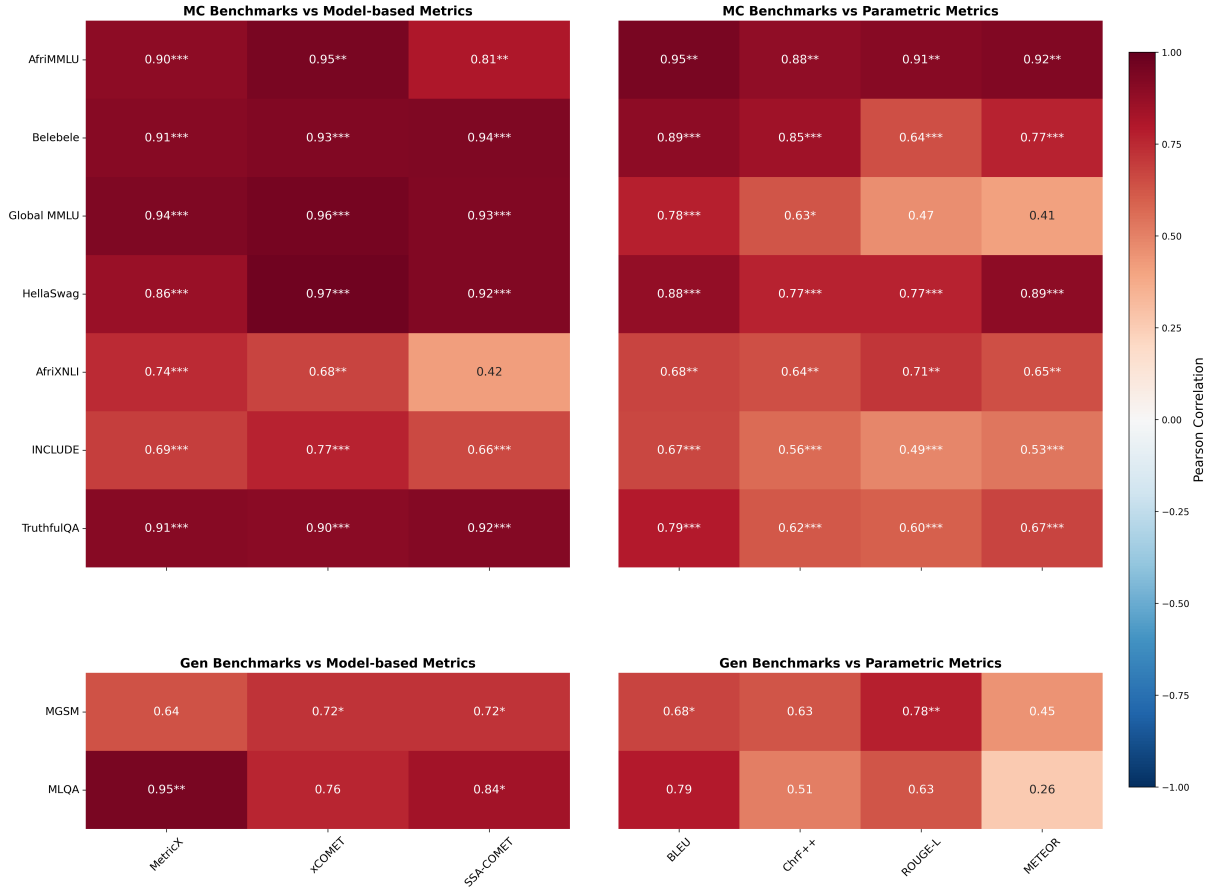 MC Benchmarks vs Model-based Metrics
MC Benchmarks vs Parametric Metrics
AfriMMLU 0.90*** 0.95** 0.81** 0.95** 0.88** 0.91** 0.92**
Belebele 0.91*** 0.93*** 0.94*** 0.89*** 0.85*** 0.64*** 0.77***
Global MMLU 0.94*** 0.96*** 0.93*** 0.78*** 0.63* 0.47 0.41
HellaSwag 0.86*** 0.97*** 0.92*** 0.88*** 0.77*** 0.77*** 0.89***
AfriXNLI 0.74*** 0.68** 0.42 0.68** 0.64** 0.71** 0.65**
INCLUDE 0.69*** 0.77*** 0.66*** 0.67*** 0.56*** 0.49*** 0.53***
TruthfulQA 0.91*** 0.90*** 0.92*** 0.79*** 0.62*** 0.60*** 0.67***
Gen Benchmarks vs Model-based Metrics
Gen Benchmarks vs Parametric Metrics
MGSM 0.64 0.72* 0.72* 0.68* 0.63 0.78** 0.45
MLQA 0.95** 0.76 0.84* 0.79 0.51 0.63 0.26
MetricX xCOMET SSA-COMET BLEU ChrF++ ROUGE-L METEOR
1.00
0.75
0.50
0.25
0.00
−0.25
−0.50
−0.75
−1.00
Pearson Correlation